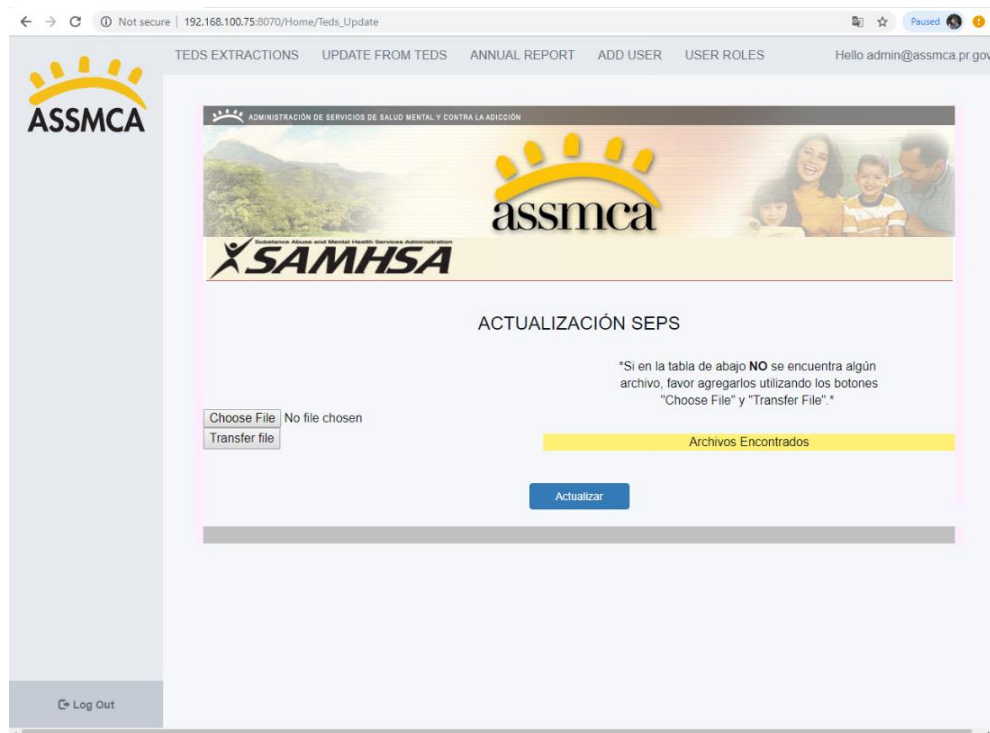 Not secure | 192.168.100.75:8070/Home/Teds_Update
Paused
TEDS EXTRACTIONS UPDATE FROM TEDS ANNUAL REPORT ADD USER USER ROLES Hello admin@assmca.pr.gov
ASSMCA
ADMINISTRACIÓN DE SERVICIOS DE SALUD MENTAL Y CONTRA LA ADICCIÓN
assmca
Substance Abuse and Mental Health Services Administration
SAMHSA
ACTUALIZACIÓN SEPS
*Si en la tabla de abajo NO se encuentra algún
archivo, favor agregarlos utilizando los botones
"Choose File" y "Transfer File".*
Choose File No file chosen
Transfer file
Archivos Encontrados
Actualizar
Log Out